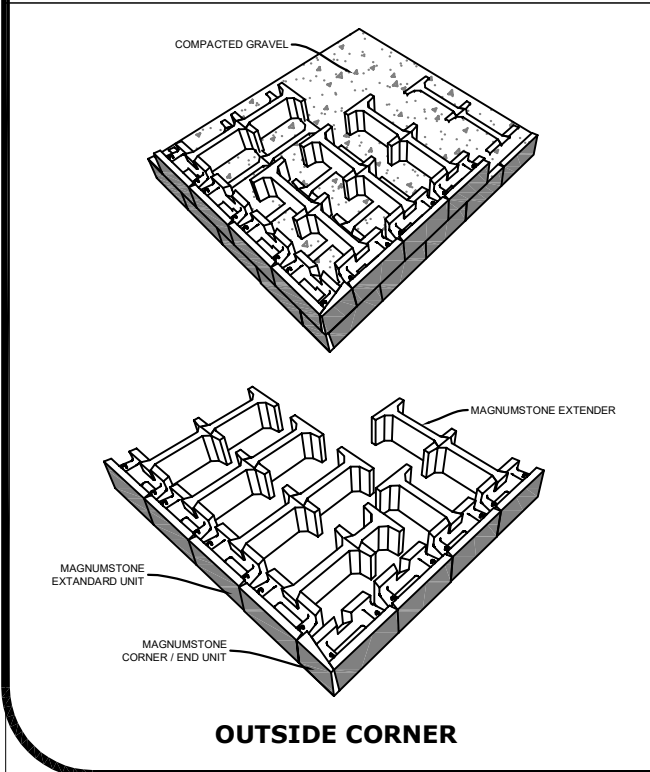 COMPACTED GRAVEL
MAGNUMSTONE EXTENDER
MAGNUMSTONE
EXTANDARD UNIT
MAGNUMSTONE
CORNER / END UNIT
OUTSIDE CORNER